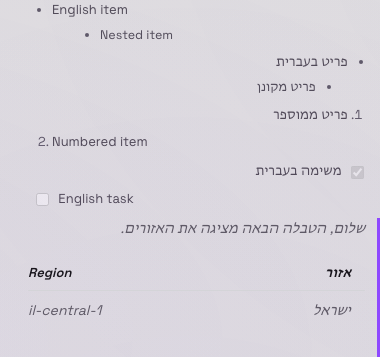 • English item
• Nested item
• פריט בעברית
• פריט מקונן
1. פריט ממוספר
2. Numbered item
משימה בעברית
English task
שלום, הטבלה הבאה מציגה את האזורים.
Region אזור
il-central-1 ישראל